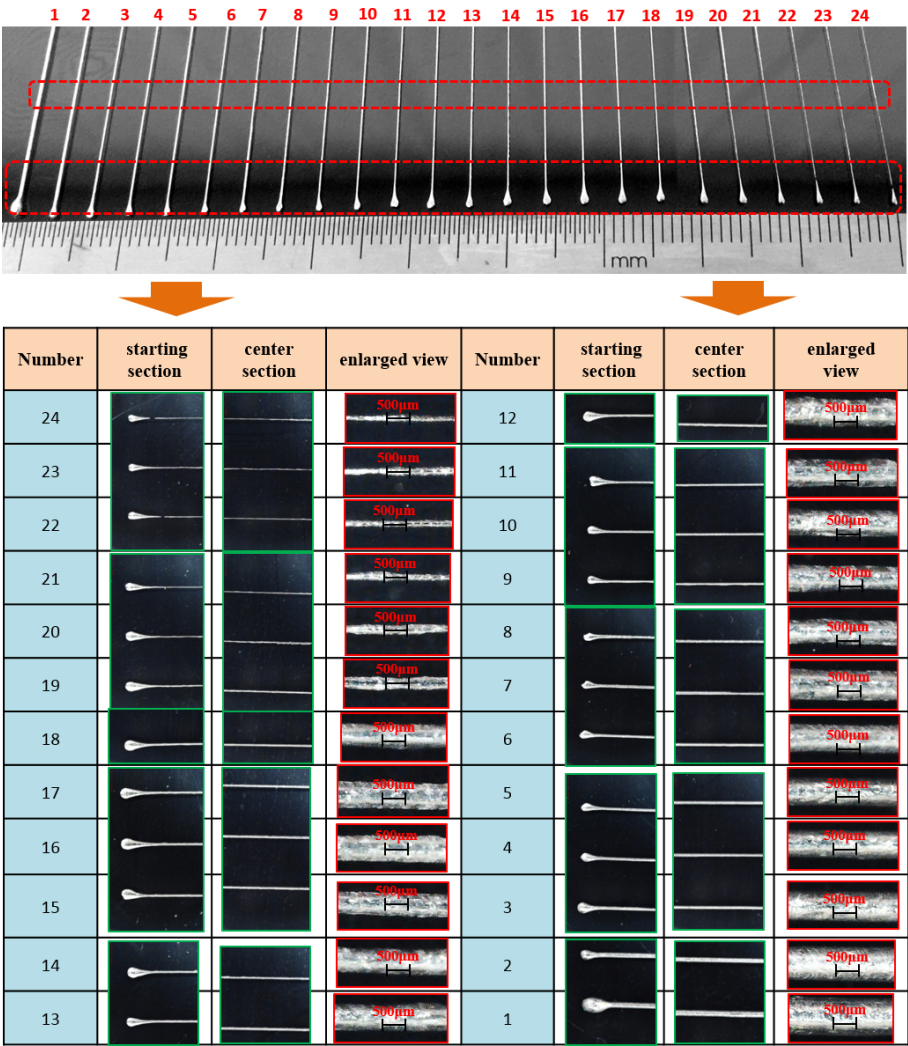 1 2 3 4 5 6 7 8 9 10 11 12 13 14 15 16 17 18 19 20 21 22 23 24
mm
Number starting section center section enlarged view Number starting section center section enlarged view
24 500μm 12 500μm
23 500μm 11 500μm
22 500μm 10 500μm
21 500μm 9 500μm
20 500μm 8 500μm
19 500μm 7 500μm
18 500μm 6 500μm
17 500μm 5 500μm
16 500μm 4 500μm
15 500μm 3 500μm
14 500μm 2 500μm
13 500μm 1 500μm